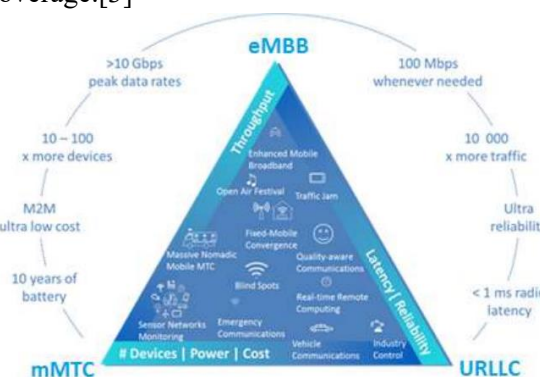 overage.[5]
eMBB
>10 Gbps
peak data rates
100 Mbps
whenever needed
10 – 100
x more devices
10 000
x more traffic
M2M
ultra low cost
Ultra
reliability
10 years of
battery
< 1 ms radio
latency
Throughput
Enhanced Mobile
Broadband
Open Air Festival
Traffic Jam
Fixed-Mobile
Convergence
Massive Nomadic
Mobile MTC
Quality-aware
Communications
Blind Spots
Real-time Remote
Computing
Sensor Networks
Monitoring
Emergency
Communications
Vehicle
Communications
Industry
Control
Latency | Reliability
# Devices | Power | Cost
mMTC
URLLC